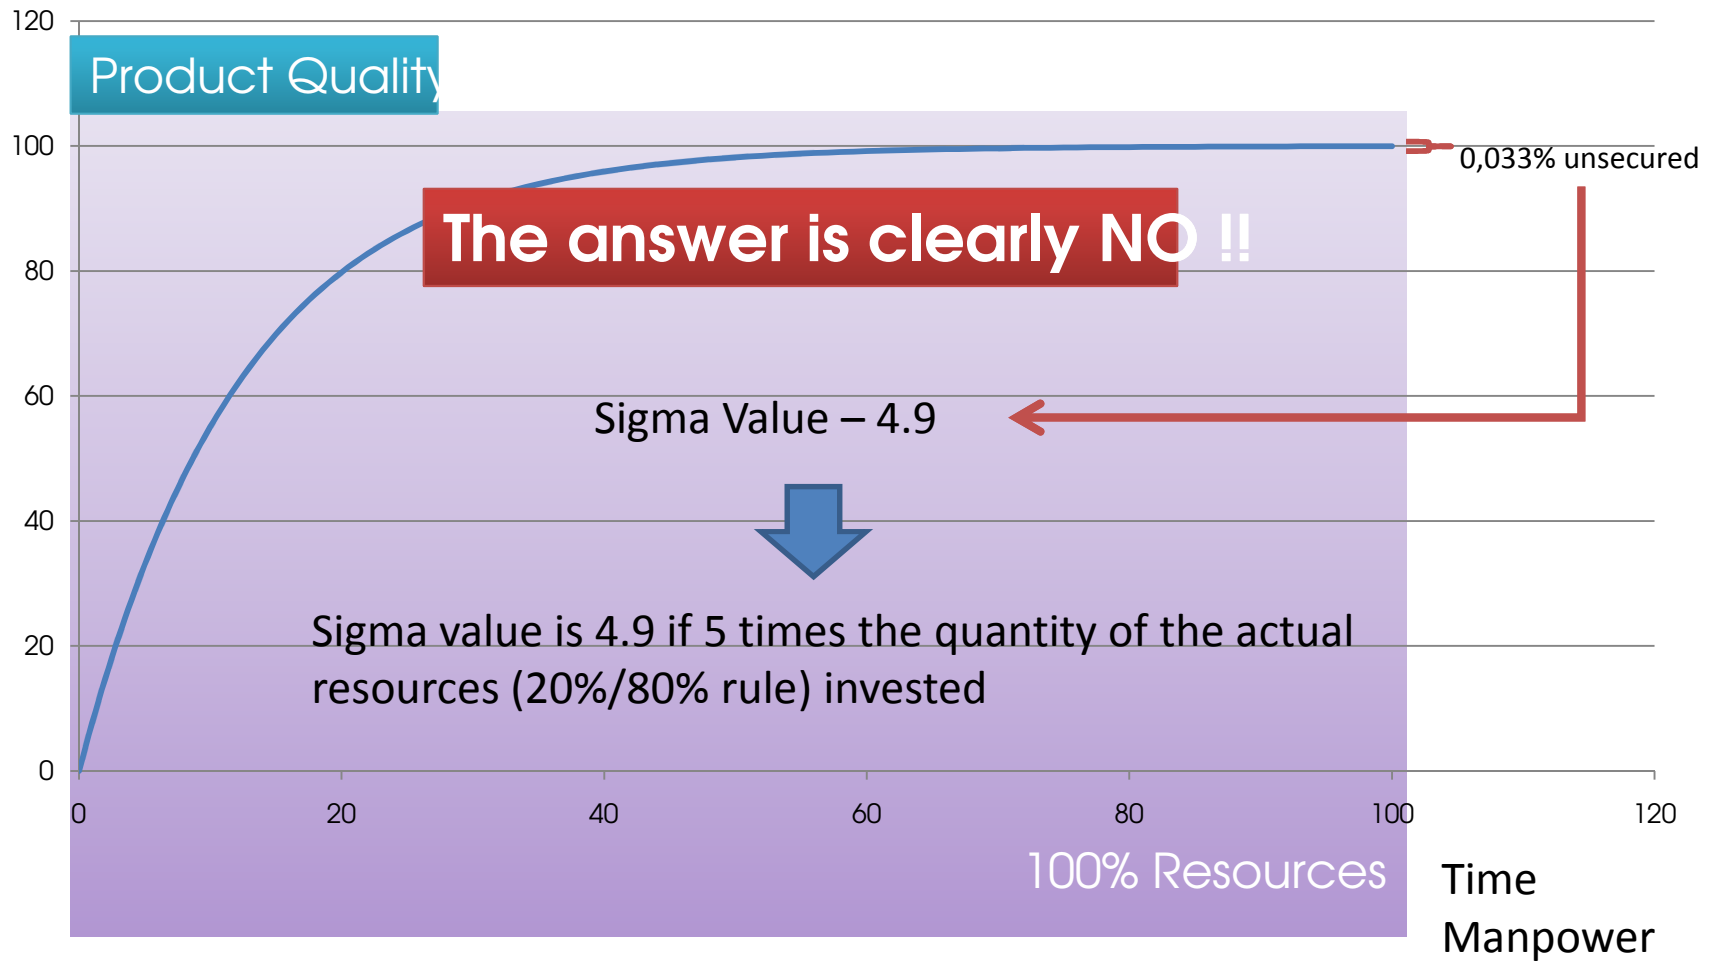 120
Product Quality
100
0,033% unsecured
The answer is clearly NO !!
80
60
Sigma Value – 4.9
40
Sigma value is 4.9 if 5 times the quantity of the actual
20
resources (20%/80% rule) invested
0
0 20 40 60 80 100 120
100% Resources
Time
Manpower